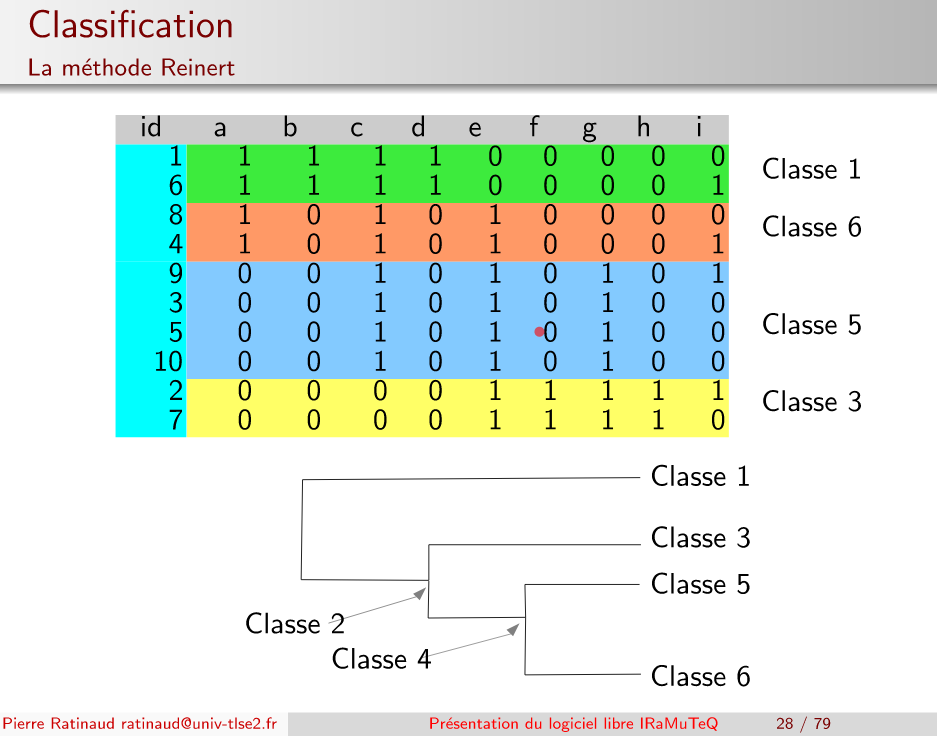 Classification
La méthode Reinert
id a b c d e f g h i
1 1 1 1 1 0 0 0 0 0
6 1 1 1 1 0 0 0 0 1
Classe 1
8 1 0 1 0 1 0 0 0 0
4 1 0 1 0 1 0 0 0 1
Classe 6
9 0 0 1 0 1 0 1 0 1
3 0 0 1 0 1 0 1 0 0
5 0 0 1 0 1 0 1 0 0
10 0 0 1 0 1 0 1 0 0
Classe 5
2 0 0 0 0 1 1 1 1 1
7 0 0 0 0 1 1 1 1 0
Classe 3
Classe 1
Classe 3
Classe 5
Classe 2
Classe 4
Classe 6
Pierre Ratinaud ratinaud@univ-tlse2.fr Présentation du logiciel libre IRaMuTeQ 28 / 79